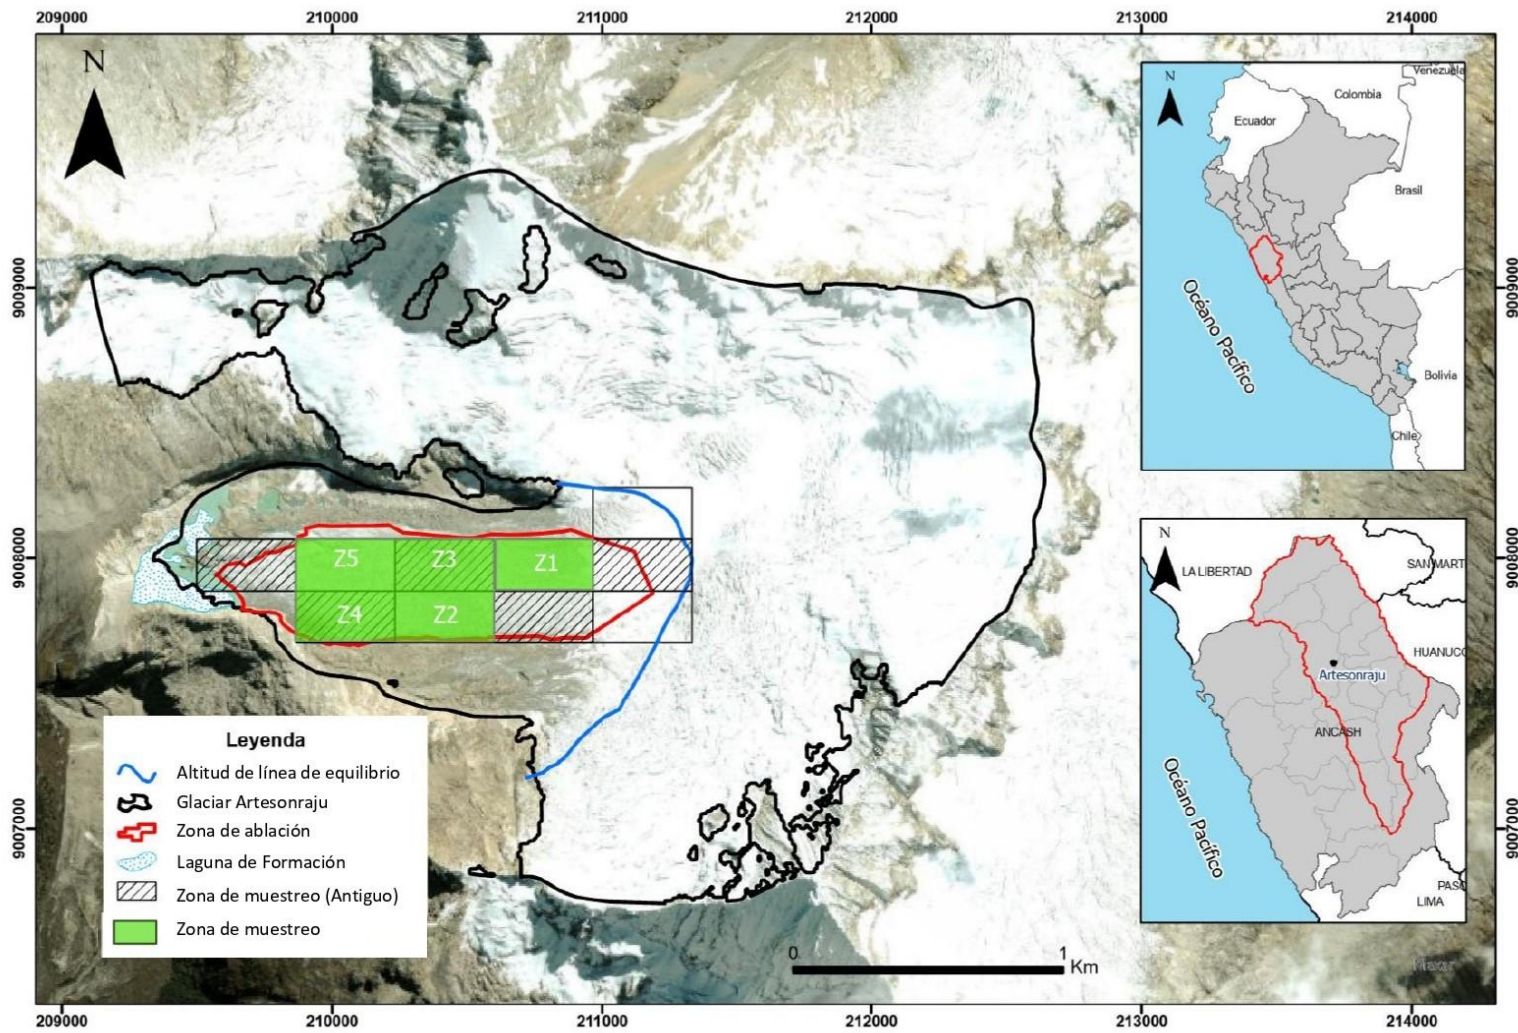 209000
210000
211000
212000
213000
214000
N
9009000
9008000
9007000
9009000
9008000
9007000
Z5
Z3
Z1
Z4
Z2
Leyenda
Altitud de línea de equilibrio
Glaciar Artesonraju
Zona de ablación
Laguna de Formación
Zona de muestreo (Antiguo)
Zona de muestreo
0
1
Km
N
Venezuela
Colombia
Ecuador
Brasil
Océano Pacífico
Bolivia
Chile
N
LA LIBERTAD
SAN MART
HUANUCO
Artesonraju
ANCASH
Océano Pacífico
PASC
LIMA
209000
210000
211000
212000
213000
214000